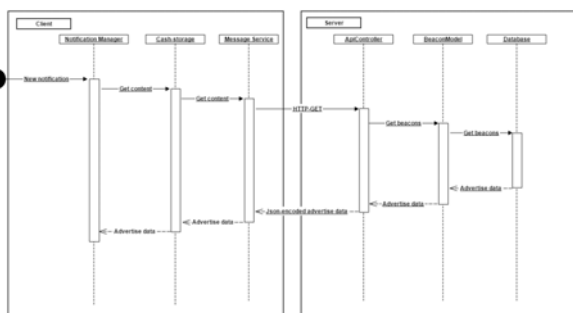 Client
Server
Notification Manager
Cash-storage
Message Service
ApiController
BeaconModel
Database
New notification
Get content
Get content
HTTP-GET
Get beacons
Get beacons
Advertise data
Advertise data
Json-encoded advertise data
Advertise data
Advertise data